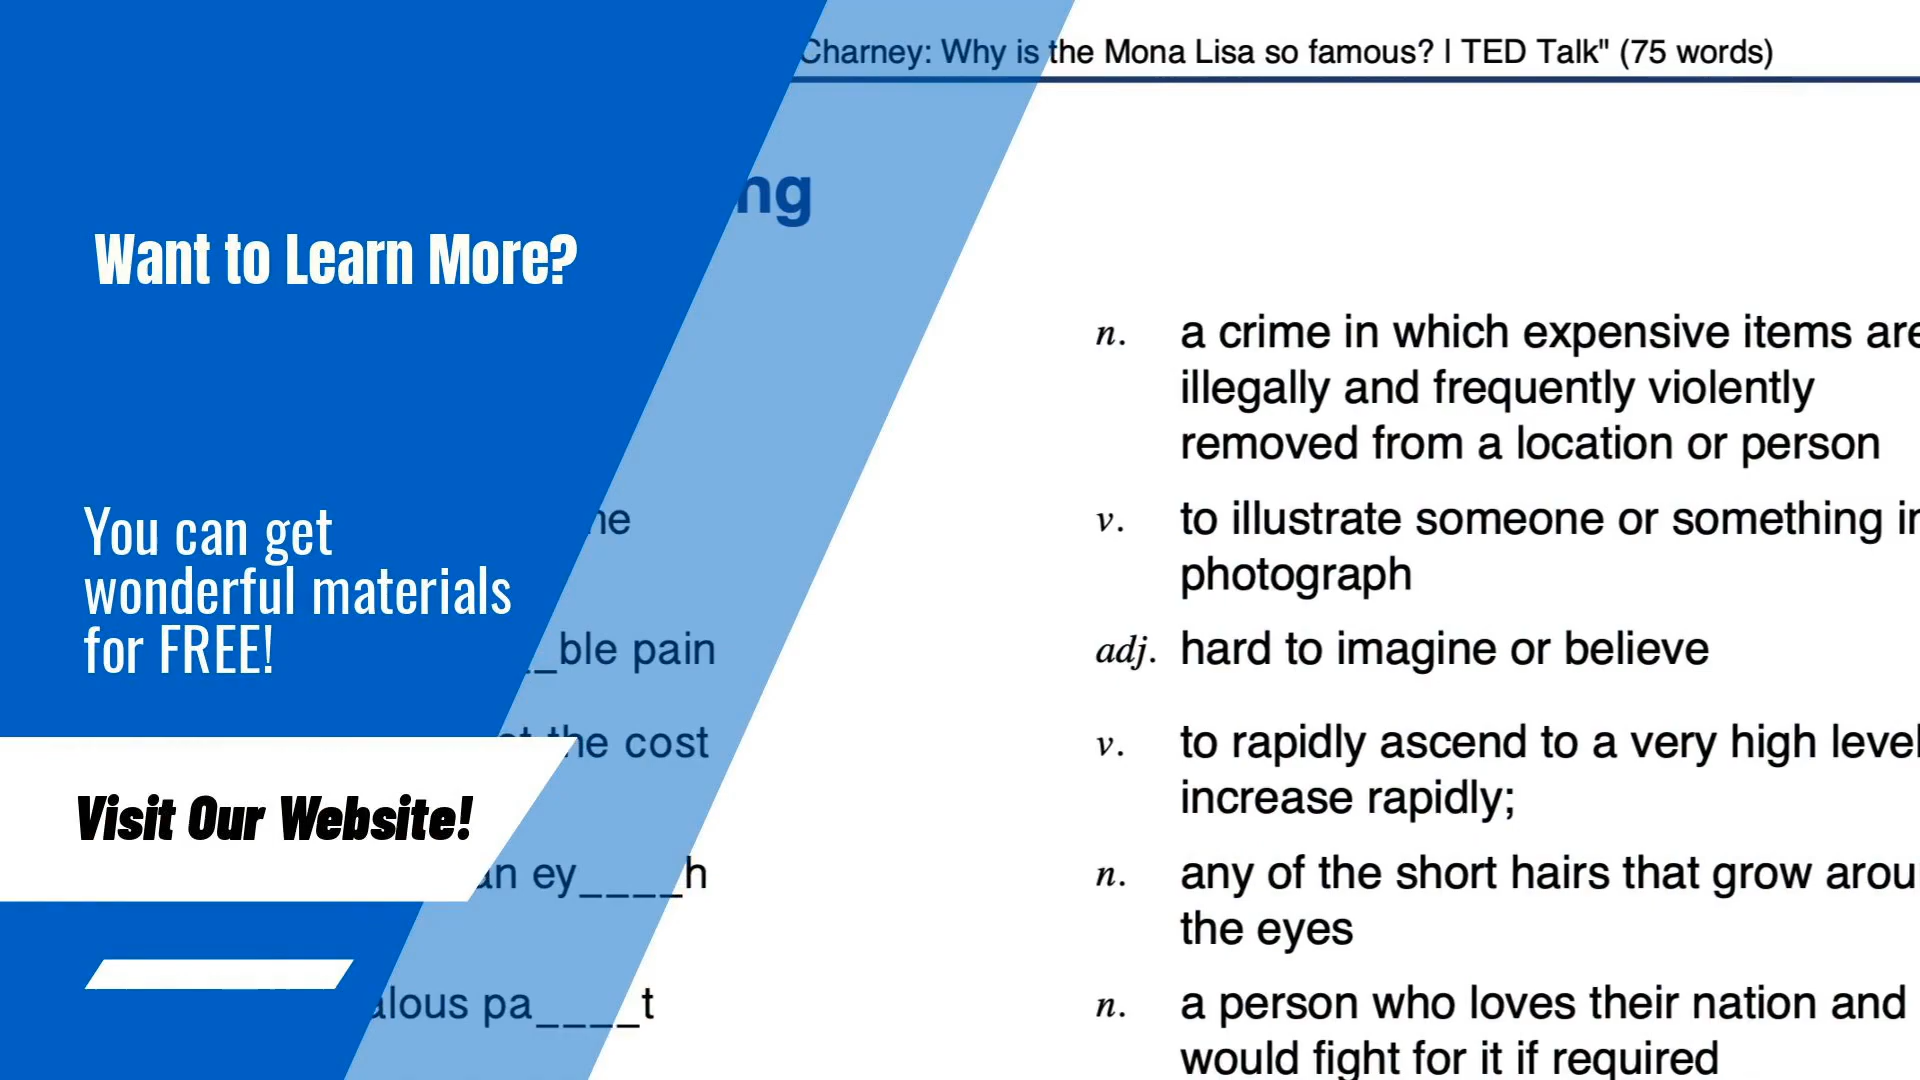 Charney: Why is the Mona Lisa so famous? | TED Talk" (75 words)
ng
Want to Learn More?
You can get
wonderful materials
for FREE!
Visit Our Website!
n. a crime in which expensive items are
illegally and frequently violently
removed from a location or person
ne
v. to illustrate someone or something in
photograph
_ble pain
adj. hard to imagine or believe
the cost
v. to rapidly ascend to a very high level
increase rapidly;
an ey____h
n. any of the short hairs that grow arou
the eyes
alous pa____t
n. a person who loves their nation and
would fight for it if required